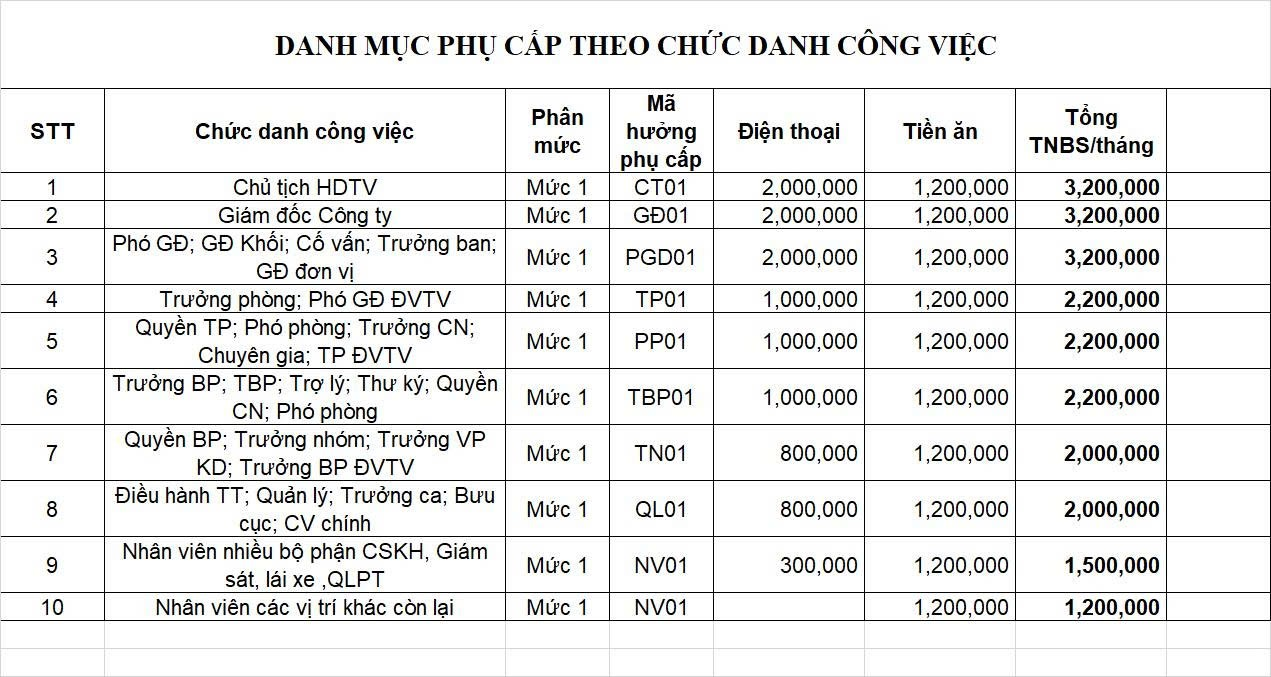 DANH MỤC PHỤ CẤP THEO CHỨC DANH CÔNG VIỆC
STT Chức danh công việc Phân mức Mã hưởng phụ cấp Điện thoại Tiền ăn Tổng TNBS/tháng
1 Chủ tịch HDTV Mức 1 CT01 2,000,000 1,200,000 3,200,000
2 Giám đốc Công ty Mức 1 GĐ01 2,000,000 1,200,000 3,200,000
3 Phó GĐ; GĐ Khối; Cố vấn; Trưởng ban; GĐ đơn vị Mức 1 PGD01 2,000,000 1,200,000 3,200,000
4 Trưởng phòng; Phó GĐ ĐVTV Mức 1 TP01 1,000,000 1,200,000 2,200,000
5 Quyền TP; Phó phòng; Trưởng CN; Chuyên gia; TP ĐVTV Mức 1 PP01 1,000,000 1,200,000 2,200,000
6 Trưởng BP; TBP; Trợ lý; Thư ký; Quyền CN; Phó phòng Mức 1 TBP01 1,000,000 1,200,000 2,200,000
7 Quyền BP; Trưởng nhóm; Trưởng VP KD; Trưởng BP ĐVTV Mức 1 TN01 800,000 1,200,000 2,000,000
8 Điều hành TT; Quản lý; Trưởng ca; Bưu cục; CV chính Mức 1 QL01 800,000 1,200,000 2,000,000
9 Nhân viên nhiều bộ phận CSKH, Giám sát, lái xe ,QLPT Mức 1 NV01 300,000 1,200,000 1,500,000
10 Nhân viên các vị trí khác còn lại Mức 1 NV01 1,200,000 1,200,000